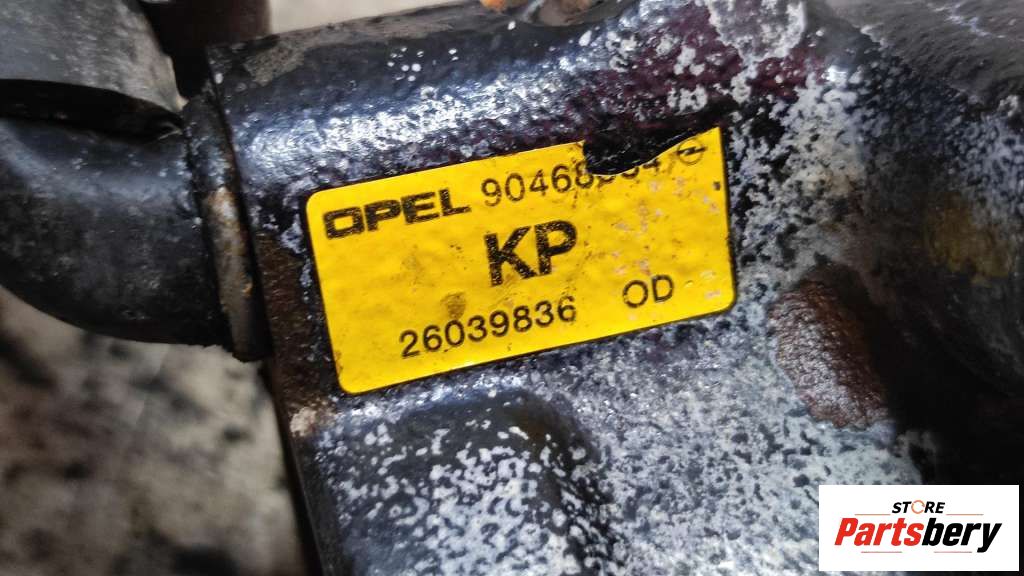 OPEL
KP
26039836 OD
STORE
Partsbery